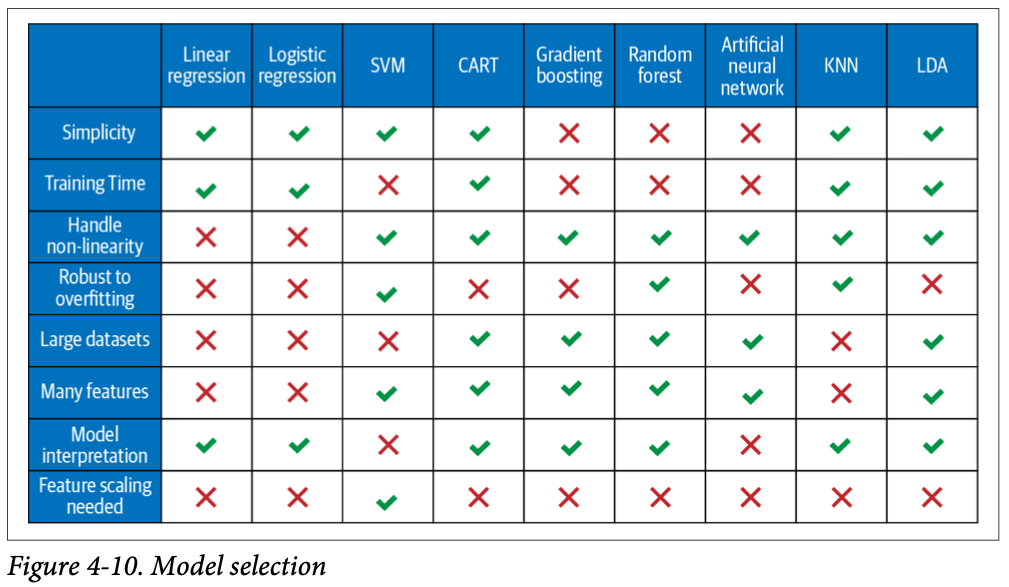 Linear regression
Logistic regression
SVM
CART
Gradient boosting
Random forest
Artificial neural network
KNN
LDA
Simplicity
Training Time
Handle non-linearity
Robust to overfitting
Large datasets
Many features
Model interpretation
Feature scaling needed
Figure 4-10. Model selection